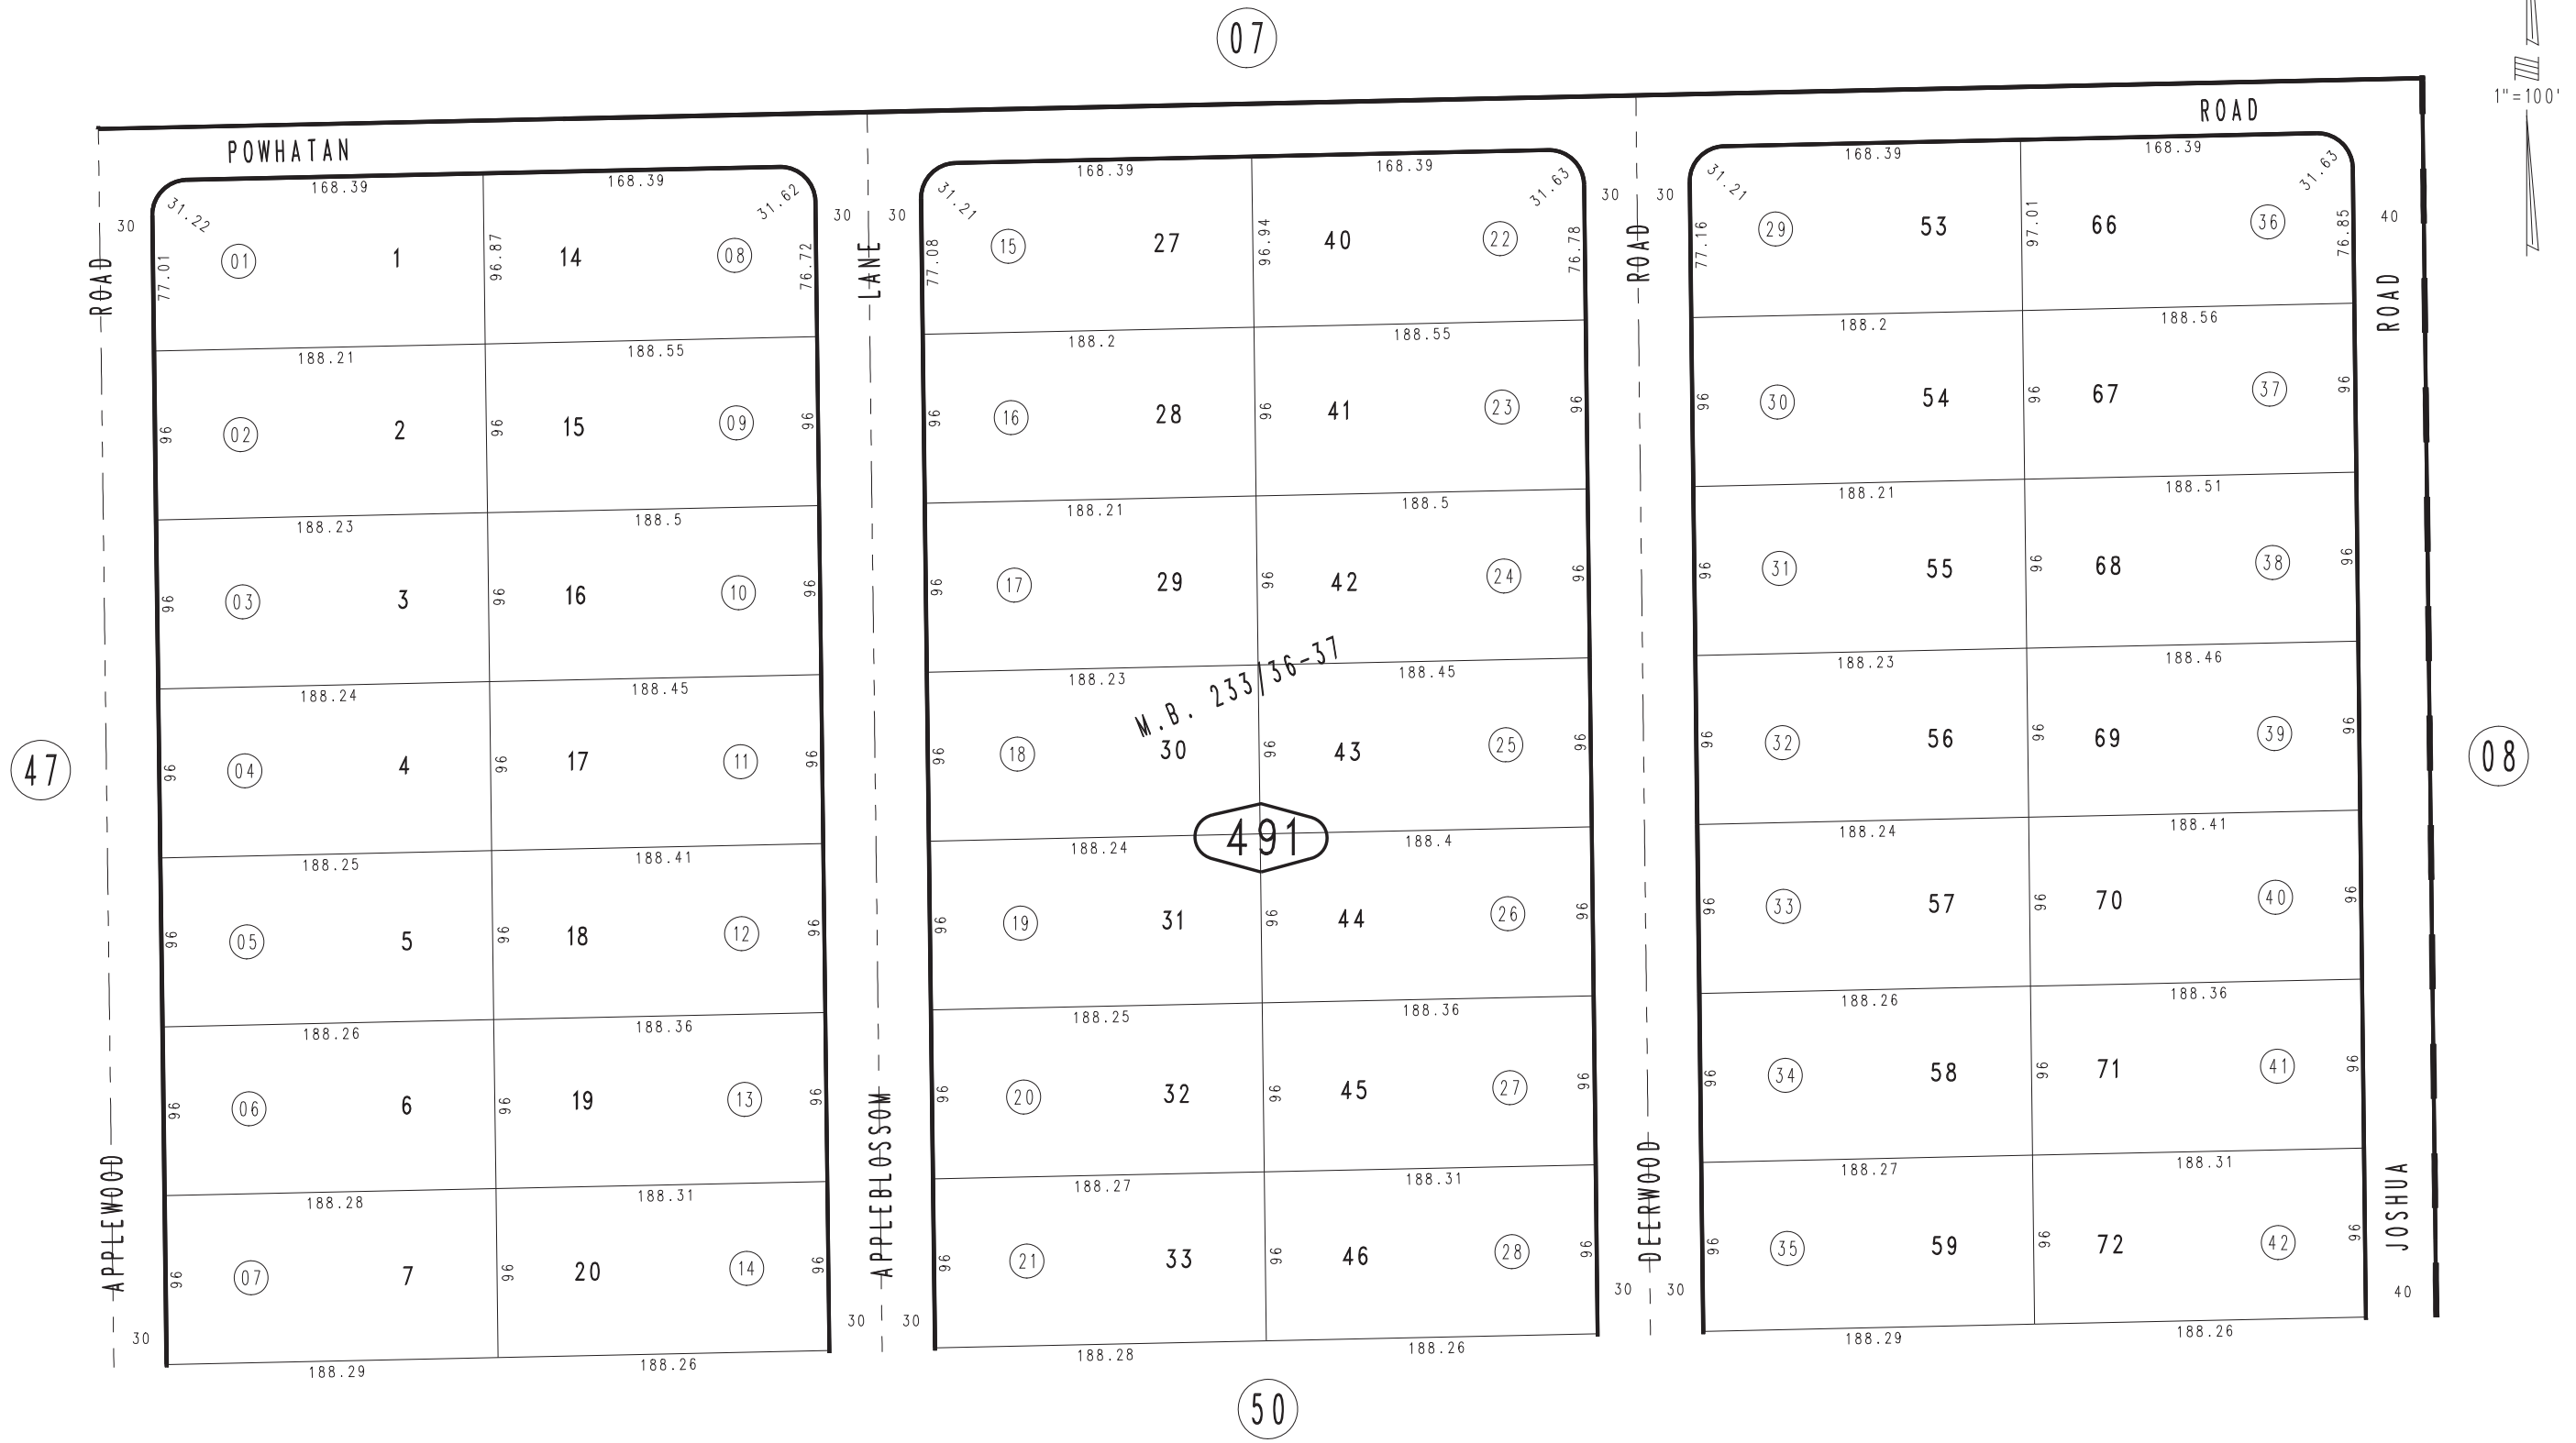 07
1"=100'
ROAD
POWHATAN
168.39 168.39 168.39 168.39 168.39 168.39
31.22 31.62 31.21 31.63 31.21 31.63
30 30 30 30 30 40
ROAD 77.01 01 1 96.87 14 08 76.72 LANE 77.08 15 27 96.94 40 22 76.78 ROAD 77.16 29 53 97.01 66 36 76.85 ROAD
188.21 188.55 188.2 188.55 188.2 188.56
96 02 2 96 15 09 96 96 16 28 96 41 23 96 96 30 54 96 67 37 96
188.23 188.5 188.21 188.5 188.21 188.51
96 03 3 96 16 10 96 96 17 29 96 42 24 96 96 31 55 96 68 38 96
188.24 188.45 188.23 188.45 188.23 188.46
M.B. 233/36-37
47 96 04 4 96 17 11 96 96 18 30 96 43 25 96 96 32 56 96 69 39 96 08
491
188.25 188.41 188.24 188.4 188.24 188.41
96 05 5 96 18 12 96 96 19 31 96 44 26 96 96 33 57 96 70 40 96
188.26 188.36 188.25 188.36 188.26 188.36
96 06 6 96 19 13 96 96 20 32 96 45 27 96 96 34 58 96 71 41 96
188.28 188.31 188.27 188.31 188.27 188.31
APPLEWOOD 96 07 7 96 20 14 96 APPLEBLOSSOM 96 21 33 96 46 28 96 DEERWOOD 96 35 59 96 72 42 96 JOSHUA
30 30 30 30 30 40
188.29 188.26 188.28 188.26 188.29 188.26
50